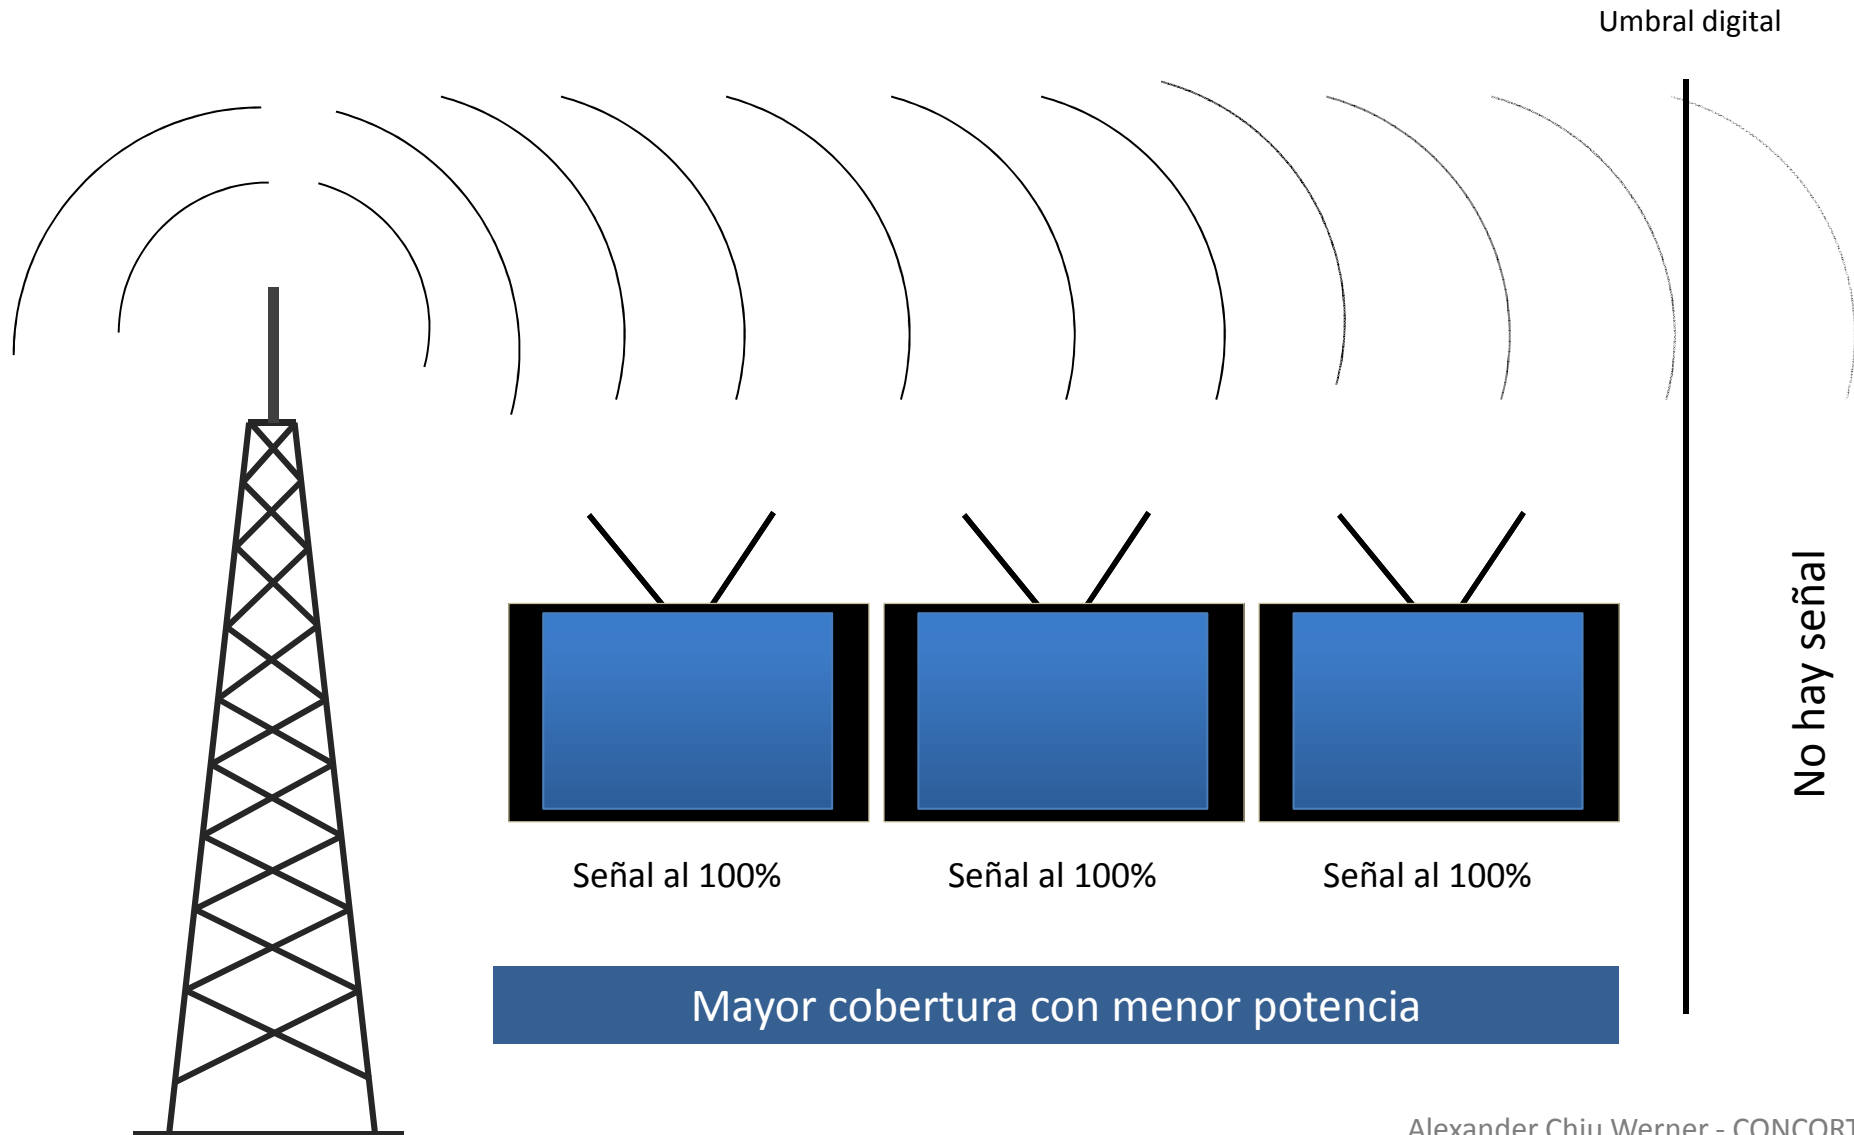 Umbral digital
No hay señal
Señal al 100%
Señal al 100%
Señal al 100%
Mayor cobertura con menor potencia
Alexander Chiu Werner - CONCORT